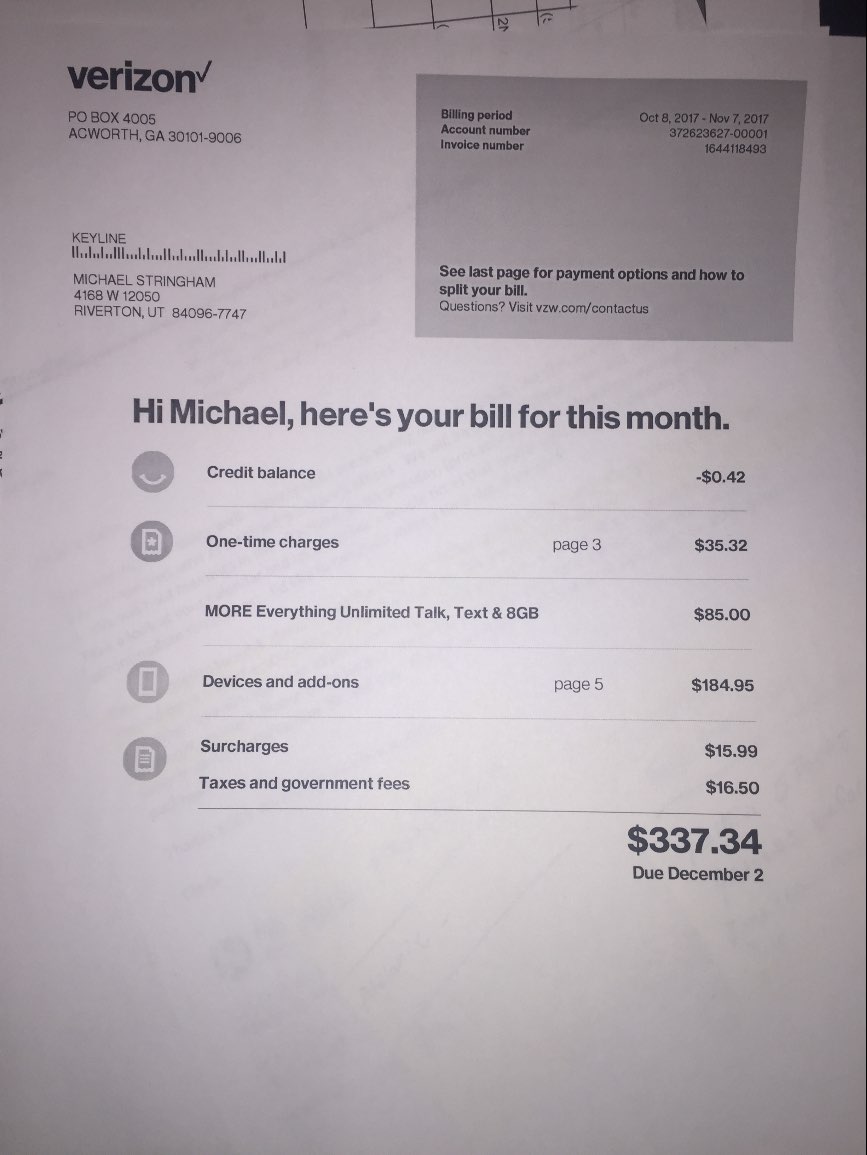 verizon✓
PO BOX 4005
ACWORTH, GA 30101-9006
Billing period Oct 8, 2017 - Nov 7, 2017
Account number 372623627-00001
Invoice number 1644118493
KEYLINE
MICHAEL STRINGHAM
4168 W 12050
RIVERTON, UT 84096-7747
See last page for payment options and how to
split your bill.
Questions? Visit vzw.com/contactus
Hi Michael, here's your bill for this month.
Credit balance -$0.42
One-time charges page 3 $35.32
MORE Everything Unlimited Talk, Text & 8GB $85.00
Devices and add-ons page 5 $184.95
Surcharges $15.99
Taxes and government fees $16.50
$337.34
Due December 2